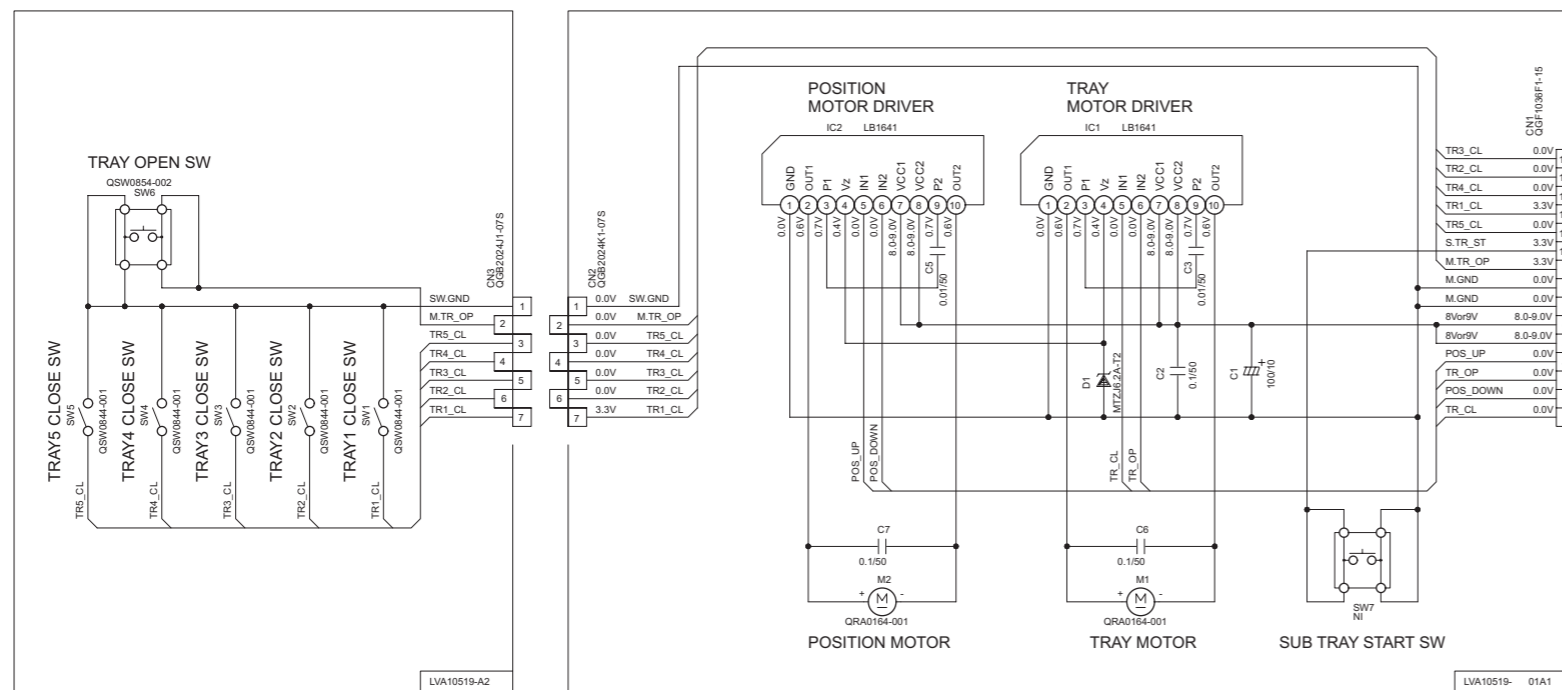 TRAY OPEN SW
QSW0854-002
SW6
TRAY5 CLOSE SW
SW5
QSW0844-001
TRAY4 CLOSE SW
SW4
QSW0844-001
TRAY3 CLOSE SW
SW3
QSW0844-001
TRAY2 CLOSE SW
SW2
QSW0844-001
TRAY1 CLOSE SW
SW1
QSW0844-001
TR5_CL
TR4_CL
TR3_CL
TR2_CL
TR1_CL
CN3
QGB2024J1-07S
SW.GND 1
M.TR_OP 2
TR5_CL 3
TR4_CL 4
TR3_CL 5
TR2_CL 6
TR1_CL 7
LVA10519-A2
CN2
QGB2024K1-07S
1 0.0V SW.GND
2 0.0V M.TR_OP
3 0.0V TR5_CL
4 0.0V TR4_CL
5 0.0V TR3_CL
6 0.0V TR2_CL
7 3.3V TR1_CL
POSITION
MOTOR DRIVER
IC2 LB1641
GND OUT1 P1 Vz IN1 IN2 VCC1 VCC2 P2 OUT2
1 2 3 4 5 6 7 8 9 10
0.0V 0.6V 0.7V 0.4V 0.0V 0.0V 8.0-9.0V 8.0-9.0V 0.7V 0.6V
C5
0.01/50
TRAY
MOTOR DRIVER
IC1 LB1641
GND OUT1 P1 Vz IN1 IN2 VCC1 VCC2 P2 OUT2
1 2 3 4 5 6 7 8 9 10
0.0V 0.6V 0.7V 0.4V 0.0V 0.0V 8.0-9.0V 8.0-9.0V 0.7V 0.6V
C3
0.01/50
D1
MTZJ6.2A-T2
C2
0.1/50
C1
+
100/10
POS_UP
POS_DOWN
TR_CL
TR_OP
C7
0.1/50
M2
+ M -
QRA0164-001
POSITION MOTOR
C6
0.1/50
M1
+ M -
QRA0164-001
TRAY MOTOR
SW7
NI
SUB TRAY START SW
CN1
QGF1036F1-15
TR3_CL 0.0V
TR2_CL 0.0V
TR4_CL 0.0V
TR1_CL 3.3V
TR5_CL 0.0V
S.TR_ST 3.3V
M.TR_OP 3.3V
M.GND 0.0V
M.GND 0.0V
8Vor9V 8.0-9.0V
8Vor9V 8.0-9.0V
POS_UP 0.0V
TR_OP 0.0V
POS_DOWN 0.0V
TR_CL 0.0V
LVA10519- 01A1